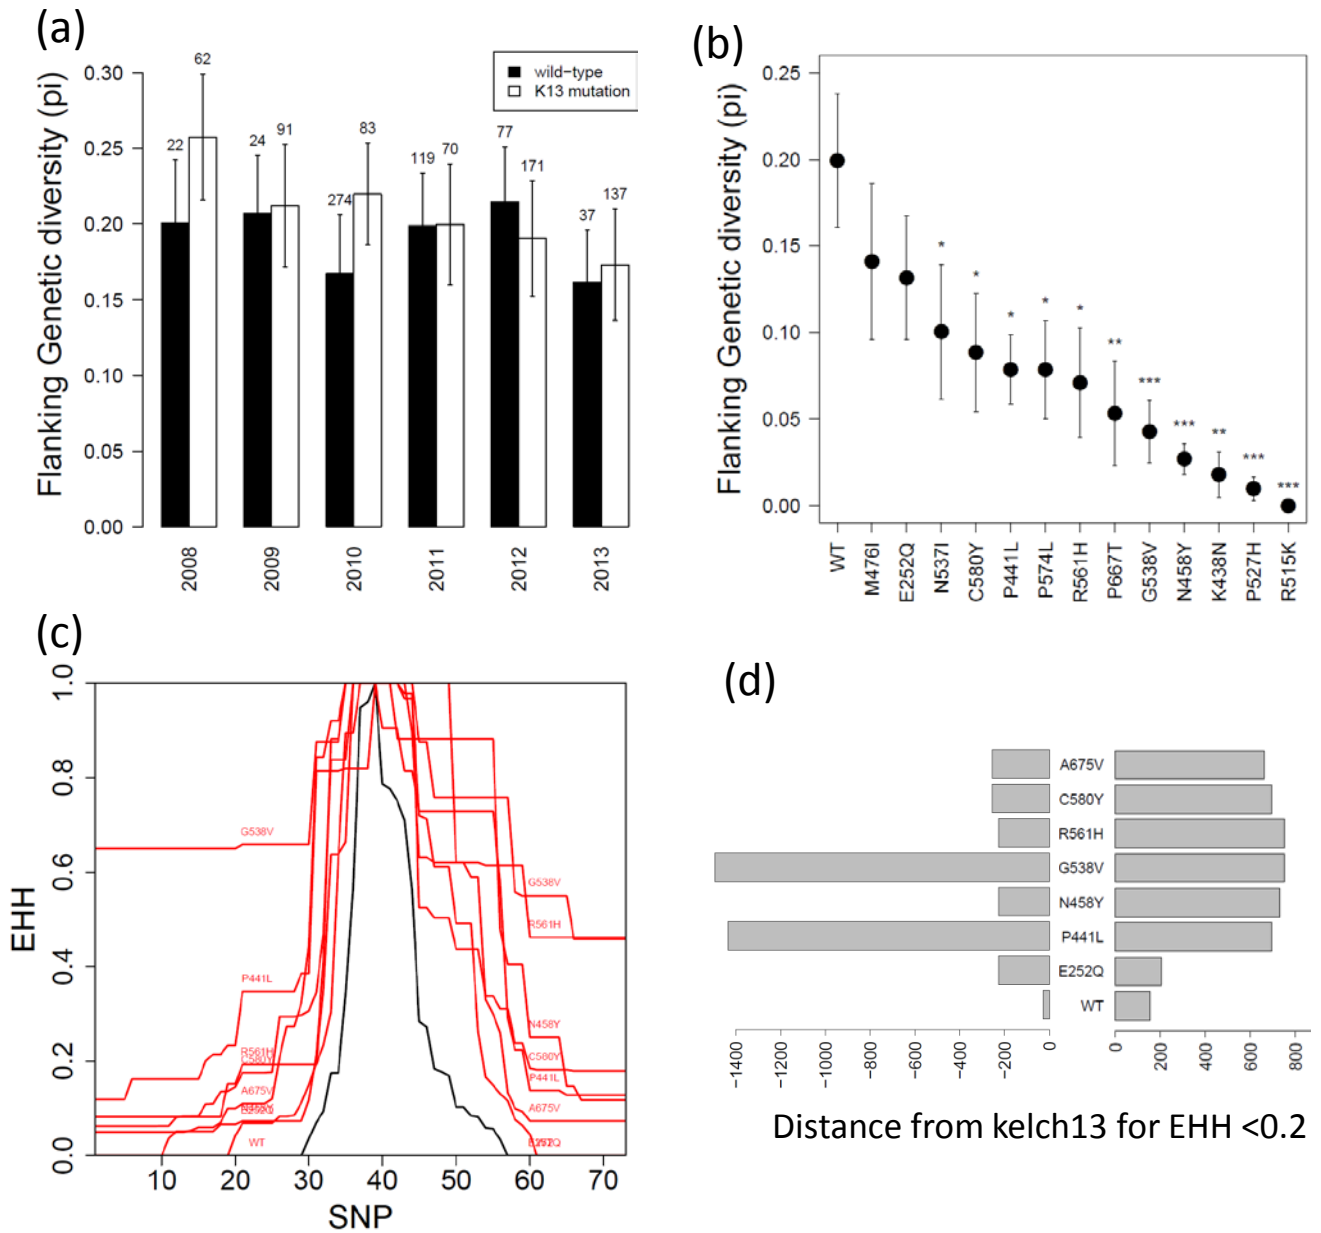 (a)
Flanking Genetic diversity (pi)
0.30
0.25
0.20
0.15
0.10
0.05
0.00
wild-type
K13 mutation
22
62
24
91
274
83
119
70
77
171
37
137
2008
2009
2010
2011
2012
2013
(b)
Flanking Genetic diversity (pi)
0.25
0.20
0.15
0.10
0.05
0.00
*
*
*
*
*
**
***
***
**
***
***
WT
M476I
E252Q
N537I
C580Y
P441L
P574L
R561H
P667T
G538V
N458Y
K438N
P527H
R515K
(c)
EHH
1.0
0.8
0.6
0.4
0.2
0.0
G538V
P441L
R561H
C580Y
A675V
E252Q
WT
G538V
R561H
N458Y
C580Y
P441L
A675V
10
20
30
40
50
60
70
SNP
(d)
A675V
C580Y
R561H
G538V
N458Y
P441L
E252Q
WT
-1400
-1200
-1000
-800
-600
-400
-200
0
0
200
400
600
800
Distance from kelch13 for EHH <0.2